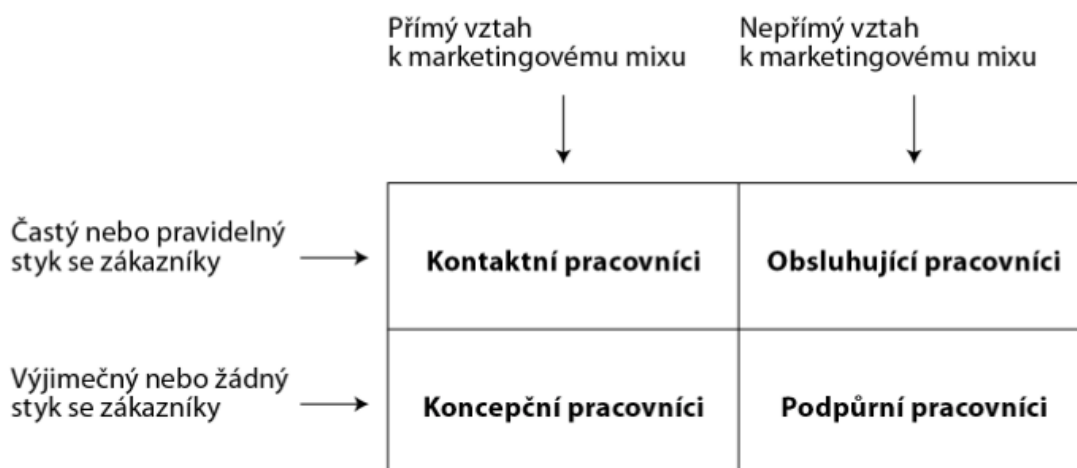 Přímý vztah
k marketingovému mixu
Nepřímý vztah
k marketingovému mixu
Častý nebo pravidelný
styk se zákazníky
Kontaktní pracovníci
Obsluhující pracovníci
Výjimečný nebo žádný
styk se zákazníky
Koncepční pracovníci
Podpůrní pracovníci